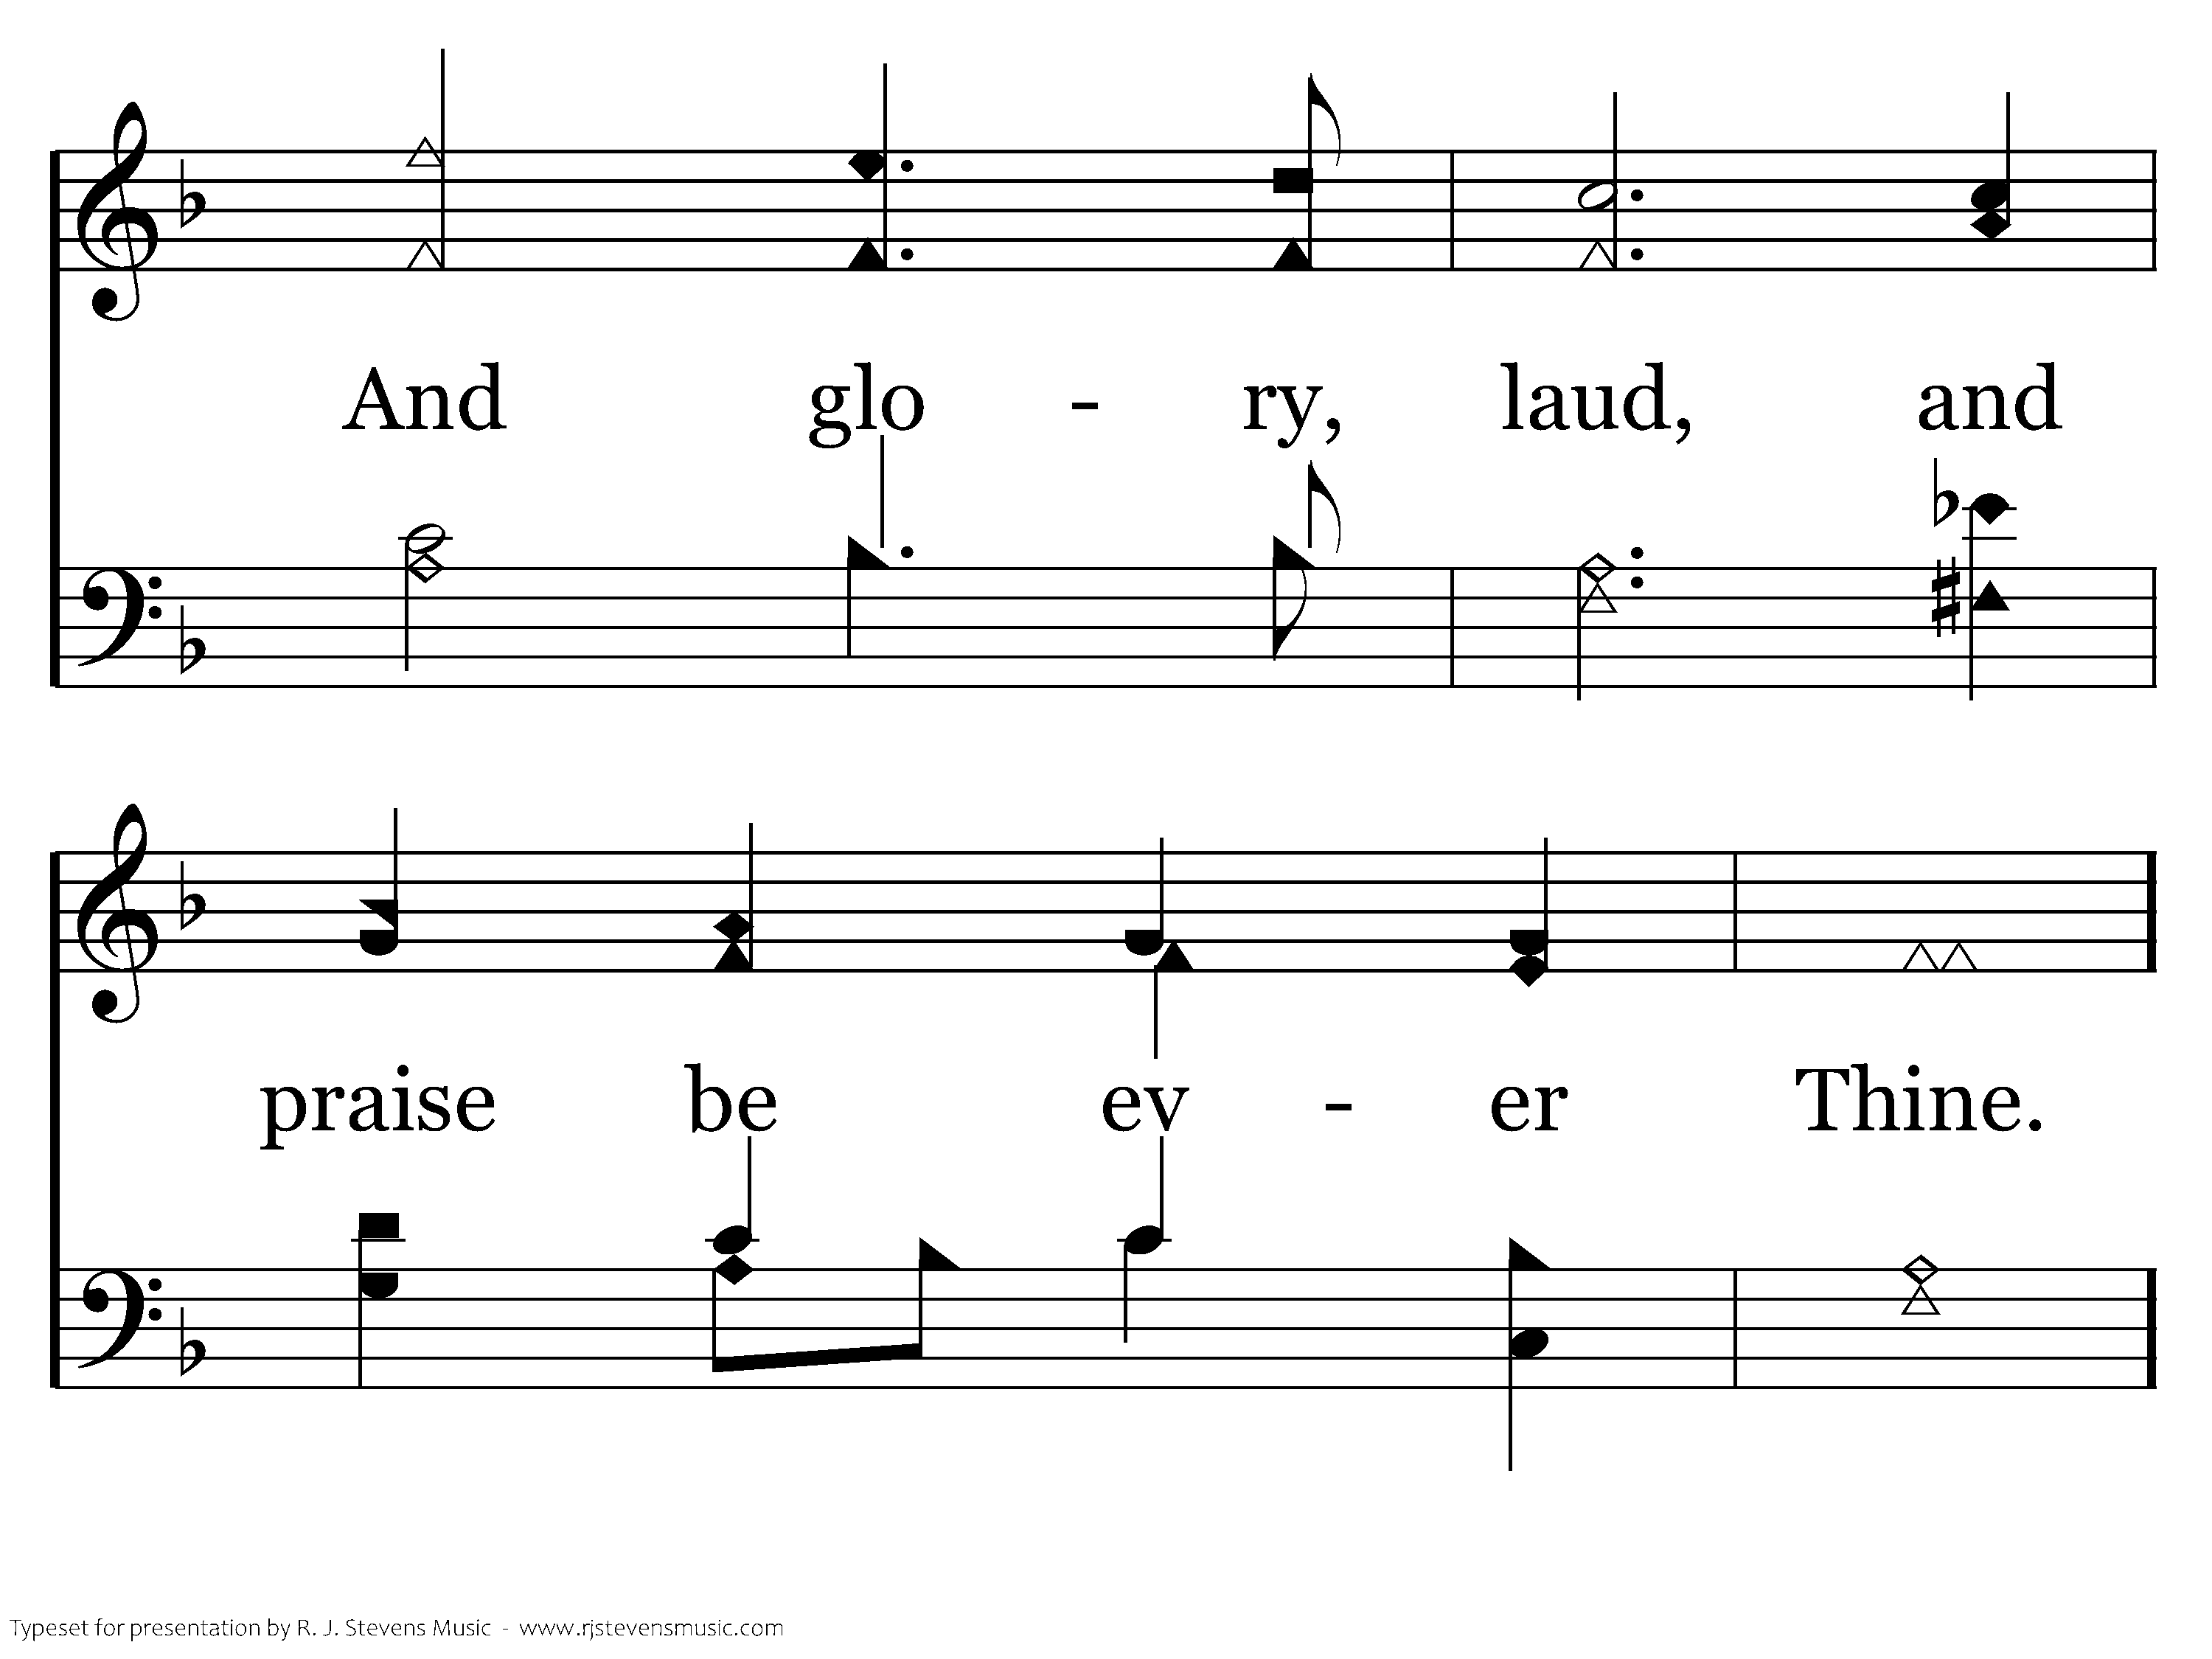 And glo - ry, laud, and
praise be ev - er Thine.
Typeset for presentation by R. J. Stevens Music - www.rjstevensmusic.com